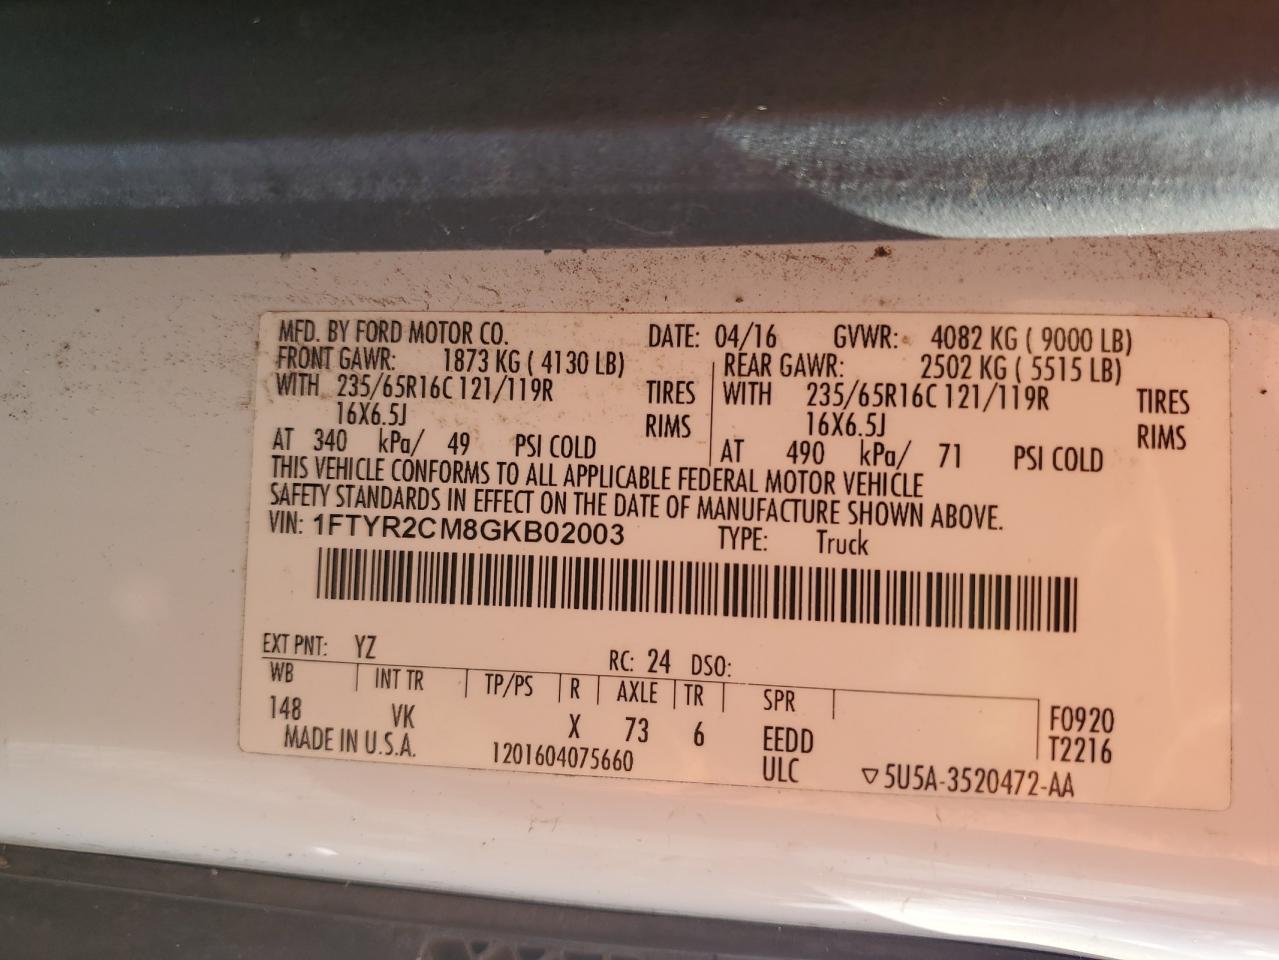 MFD. BY FORD MOTOR CO. DATE: 04/16 GVWR: 4082 KG ( 9000 LB)
FRONT GAWR: 1873 KG ( 4130 LB) REAR GAWR: 2502 KG ( 5515 LB)
WITH 235/65R16C 121/119R TIRES WITH 235/65R16C 121/119R TIRES
16X6.5J RIMS 16X6.5J RIMS
AT 340 kPa/ 49 PSI COLD AT 490 kPa/ 71 PSI COLD
THIS VEHICLE CONFORMS TO ALL APPLICABLE FEDERAL MOTOR VEHICLE
SAFETY STANDARDS IN EFFECT ON THE DATE OF MANUFACTURE SHOWN ABOVE.
VIN: 1FTYR2CM8GKB02003 TYPE: Truck
EXT PNT: YZ RC: 24 DSO:
WB INT TR TP/PS R AXLE TR SPR
148 VK X 73 6 EEDD F0920
MADE IN U.S.A. 1201604075660 ULC T2216
▽5U5A-3520472-AA